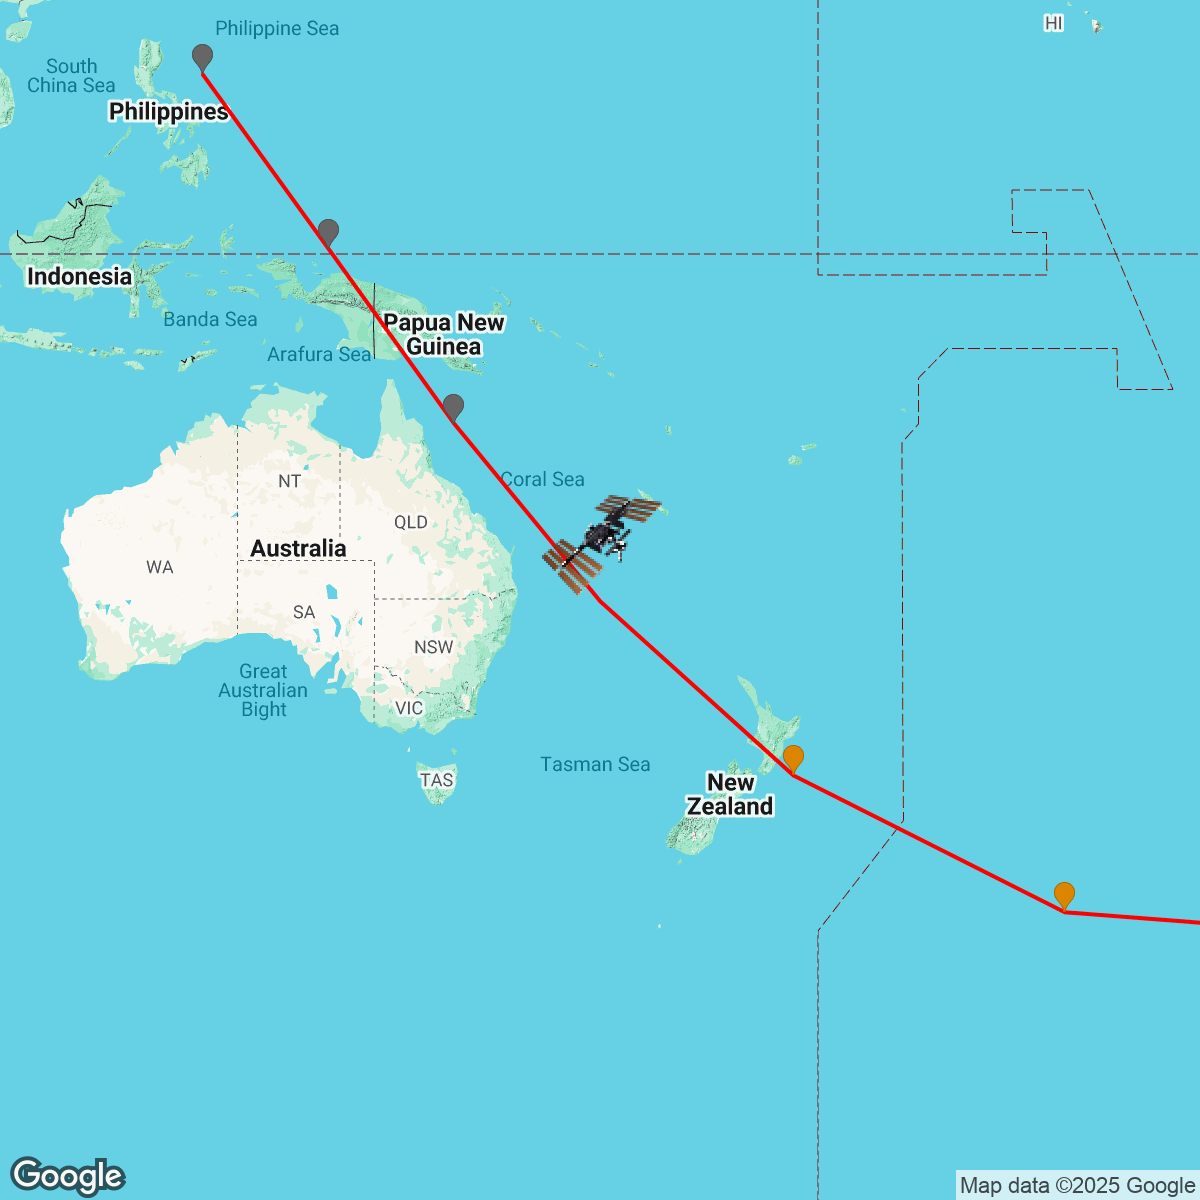 HI
Philippine Sea
South
China Sea
Philippines
Indonesia
Banda Sea
Papua New
Guinea
Arafura Sea
Coral Sea
NT
QLD
Australia
WA
SA
NSW
Great
Australian
Bight
VIC
TAS
Tasman Sea
New
Zealand
Google
Map data ©2025 Google